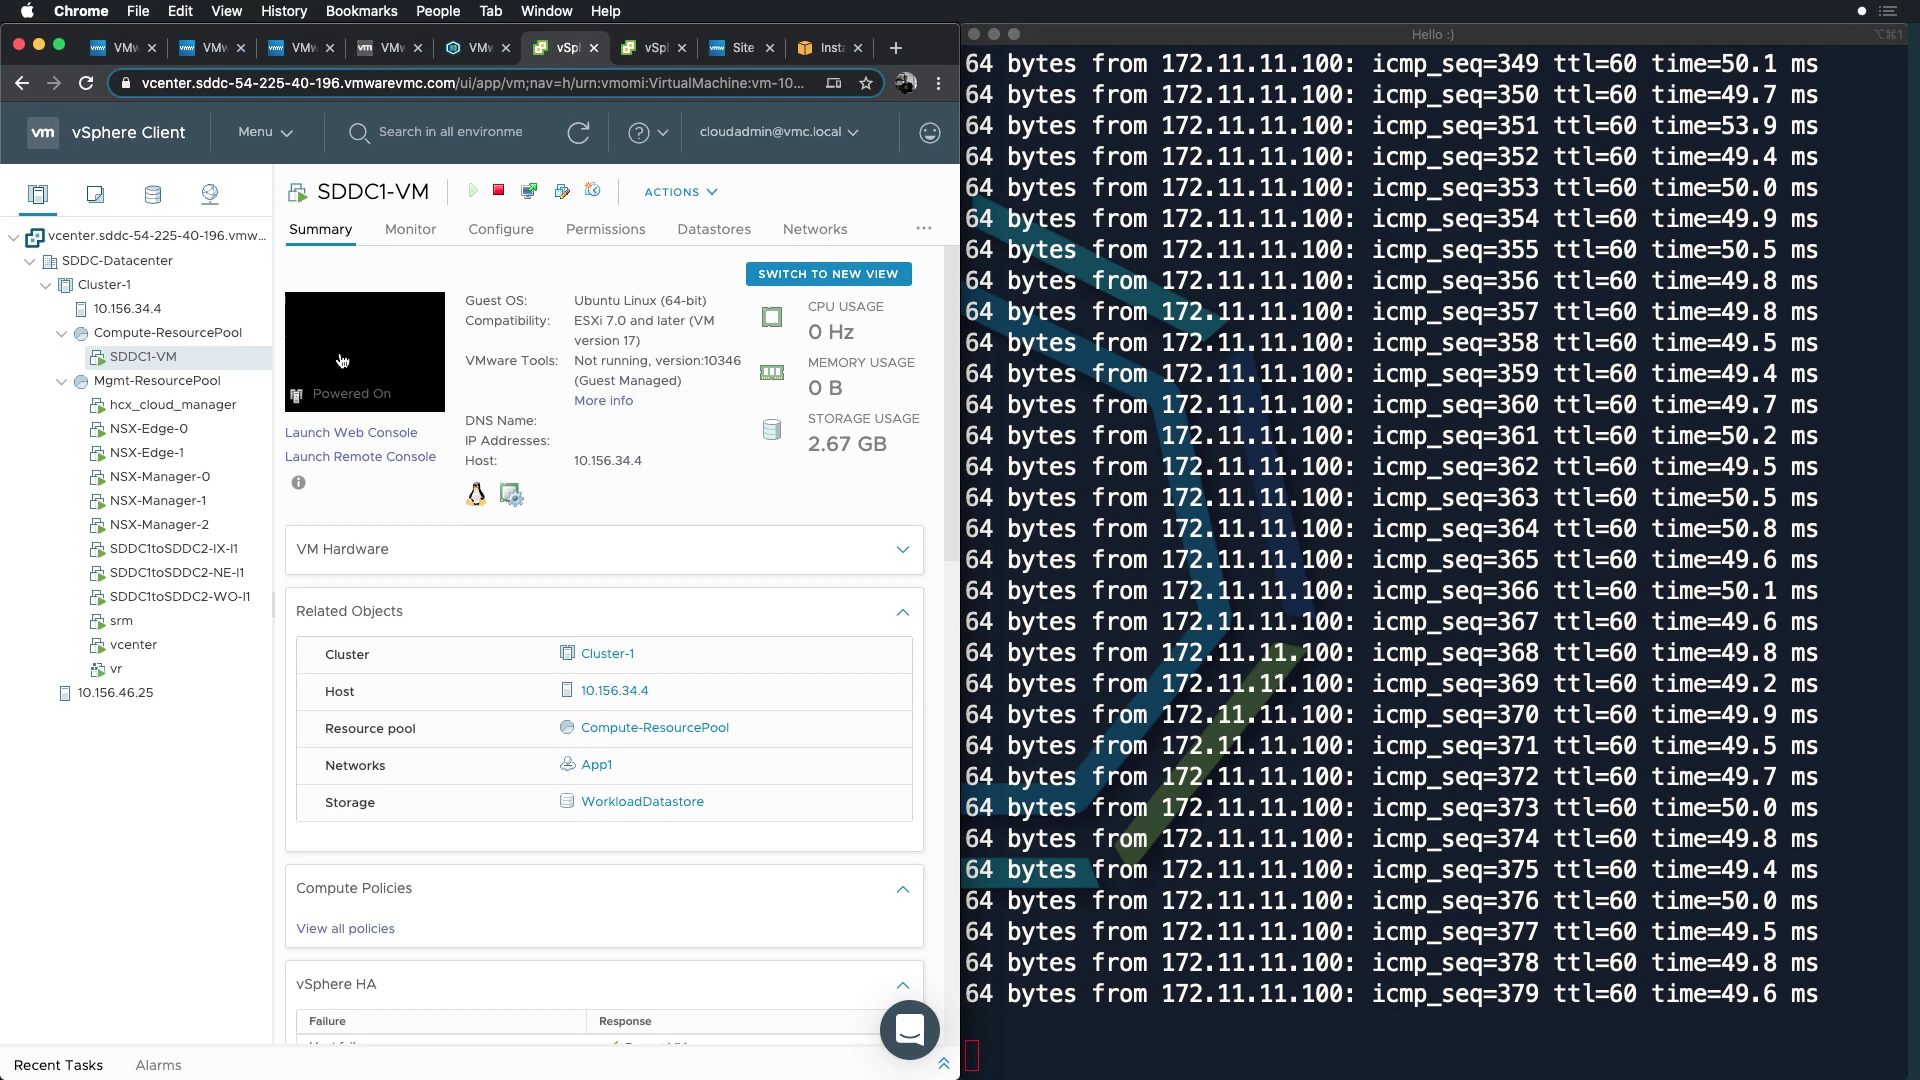 Chrome File Edit View History Bookmarks People Tab Window Help
VMw VMw VMw VMw VMw vSpl vSpl Site Insta
Hello :) ⌥⌘1
vcenter.sddc-54-225-40-196.vmwarevmc.com/ui/app/vm;nav=h/urn:vmomi:VirtualMachine:vm-10...
vm vSphere Client Menu Search in all environme cloudadmin@vmc.local
SDDC1-VM ACTIONS
Summary Monitor Configure Permissions Datastores Networks
SWITCH TO NEW VIEW
vcenter.sddc-54-225-40-196.vmw...
SDDC-Datacenter
Cluster-1
10.156.34.4
Compute-ResourcePool
SDDC1-VM
Mgmt-ResourcePool
hcx_cloud_manager
NSX-Edge-0
NSX-Edge-1
NSX-Manager-0
NSX-Manager-1
NSX-Manager-2
SDDC1toSDDC2-IX-I1
SDDC1toSDDC2-NE-I1
SDDC1toSDDC2-WO-I1
srm
vcenter
vr
10.156.46.25
Powered On
Launch Web Console
Launch Remote Console
Guest OS: Ubuntu Linux (64-bit)
Compatibility: ESXi 7.0 and later (VM
version 17)
VMware Tools: Not running, version:10346
(Guest Managed)
More info
DNS Name:
IP Addresses:
Host: 10.156.34.4
CPU USAGE
0 Hz
MEMORY USAGE
0 B
STORAGE USAGE
2.67 GB
VM Hardware
Related Objects
Cluster Cluster-1
Host 10.156.34.4
Resource pool Compute-ResourcePool
Networks App1
Storage WorkloadDatastore
Compute Policies
View all policies
vSphere HA
Failure Response
Recent Tasks Alarms
64 bytes from 172.11.11.100: icmp_seq=349 ttl=60 time=50.1 ms
64 bytes from 172.11.11.100: icmp_seq=350 ttl=60 time=49.7 ms
64 bytes from 172.11.11.100: icmp_seq=351 ttl=60 time=53.9 ms
64 bytes from 172.11.11.100: icmp_seq=352 ttl=60 time=49.4 ms
64 bytes from 172.11.11.100: icmp_seq=353 ttl=60 time=50.0 ms
64 bytes from 172.11.11.100: icmp_seq=354 ttl=60 time=49.9 ms
64 bytes from 172.11.11.100: icmp_seq=355 ttl=60 time=50.5 ms
64 bytes from 172.11.11.100: icmp_seq=356 ttl=60 time=49.8 ms
64 bytes from 172.11.11.100: icmp_seq=357 ttl=60 time=49.8 ms
64 bytes from 172.11.11.100: icmp_seq=358 ttl=60 time=49.5 ms
64 bytes from 172.11.11.100: icmp_seq=359 ttl=60 time=49.4 ms
64 bytes from 172.11.11.100: icmp_seq=360 ttl=60 time=49.7 ms
64 bytes from 172.11.11.100: icmp_seq=361 ttl=60 time=50.2 ms
64 bytes from 172.11.11.100: icmp_seq=362 ttl=60 time=49.5 ms
64 bytes from 172.11.11.100: icmp_seq=363 ttl=60 time=50.5 ms
64 bytes from 172.11.11.100: icmp_seq=364 ttl=60 time=50.8 ms
64 bytes from 172.11.11.100: icmp_seq=365 ttl=60 time=49.6 ms
64 bytes from 172.11.11.100: icmp_seq=366 ttl=60 time=50.1 ms
64 bytes from 172.11.11.100: icmp_seq=367 ttl=60 time=49.6 ms
64 bytes from 172.11.11.100: icmp_seq=368 ttl=60 time=49.8 ms
64 bytes from 172.11.11.100: icmp_seq=369 ttl=60 time=49.2 ms
64 bytes from 172.11.11.100: icmp_seq=370 ttl=60 time=49.9 ms
64 bytes from 172.11.11.100: icmp_seq=371 ttl=60 time=49.5 ms
64 bytes from 172.11.11.100: icmp_seq=372 ttl=60 time=49.7 ms
64 bytes from 172.11.11.100: icmp_seq=373 ttl=60 time=50.0 ms
64 bytes from 172.11.11.100: icmp_seq=374 ttl=60 time=49.8 ms
64 bytes from 172.11.11.100: icmp_seq=375 ttl=60 time=49.4 ms
64 bytes from 172.11.11.100: icmp_seq=376 ttl=60 time=50.0 ms
64 bytes from 172.11.11.100: icmp_seq=377 ttl=60 time=49.5 ms
64 bytes from 172.11.11.100: icmp_seq=378 ttl=60 time=49.8 ms
64 bytes from 172.11.11.100: icmp_seq=379 ttl=60 time=49.6 ms